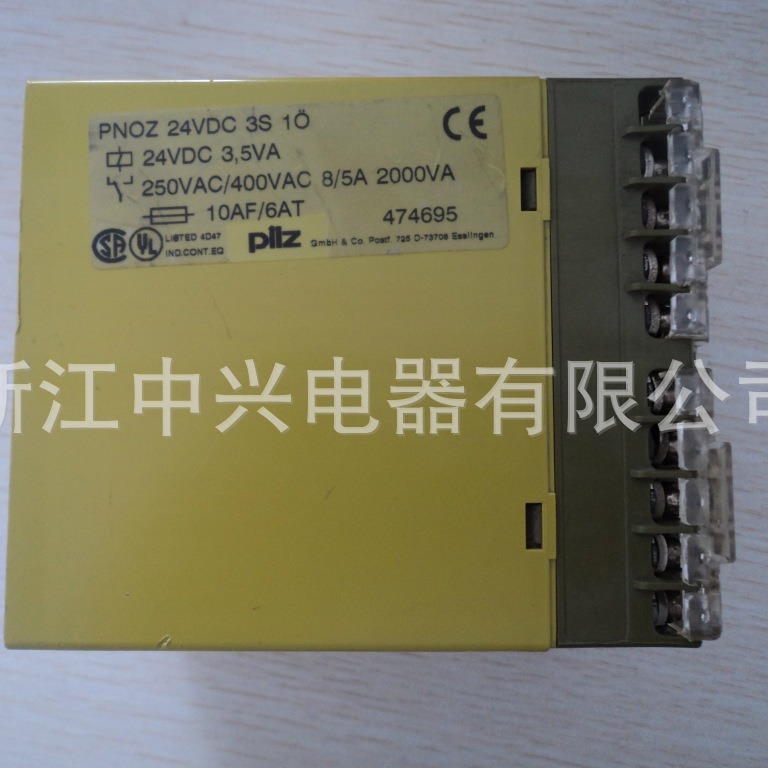 PNOZ 24VDC 3S 1Ö
CE
24VDC 3,5VA
250VAC/400VAC 8/5A 2000VA
10AF/6AT
474695
SA
UL
LISTED 4D47
IND.CONT.EQ
pilz
GmbH & Co. Postf. 725 D-73708 Esslingen
浙江中兴电器有限公司